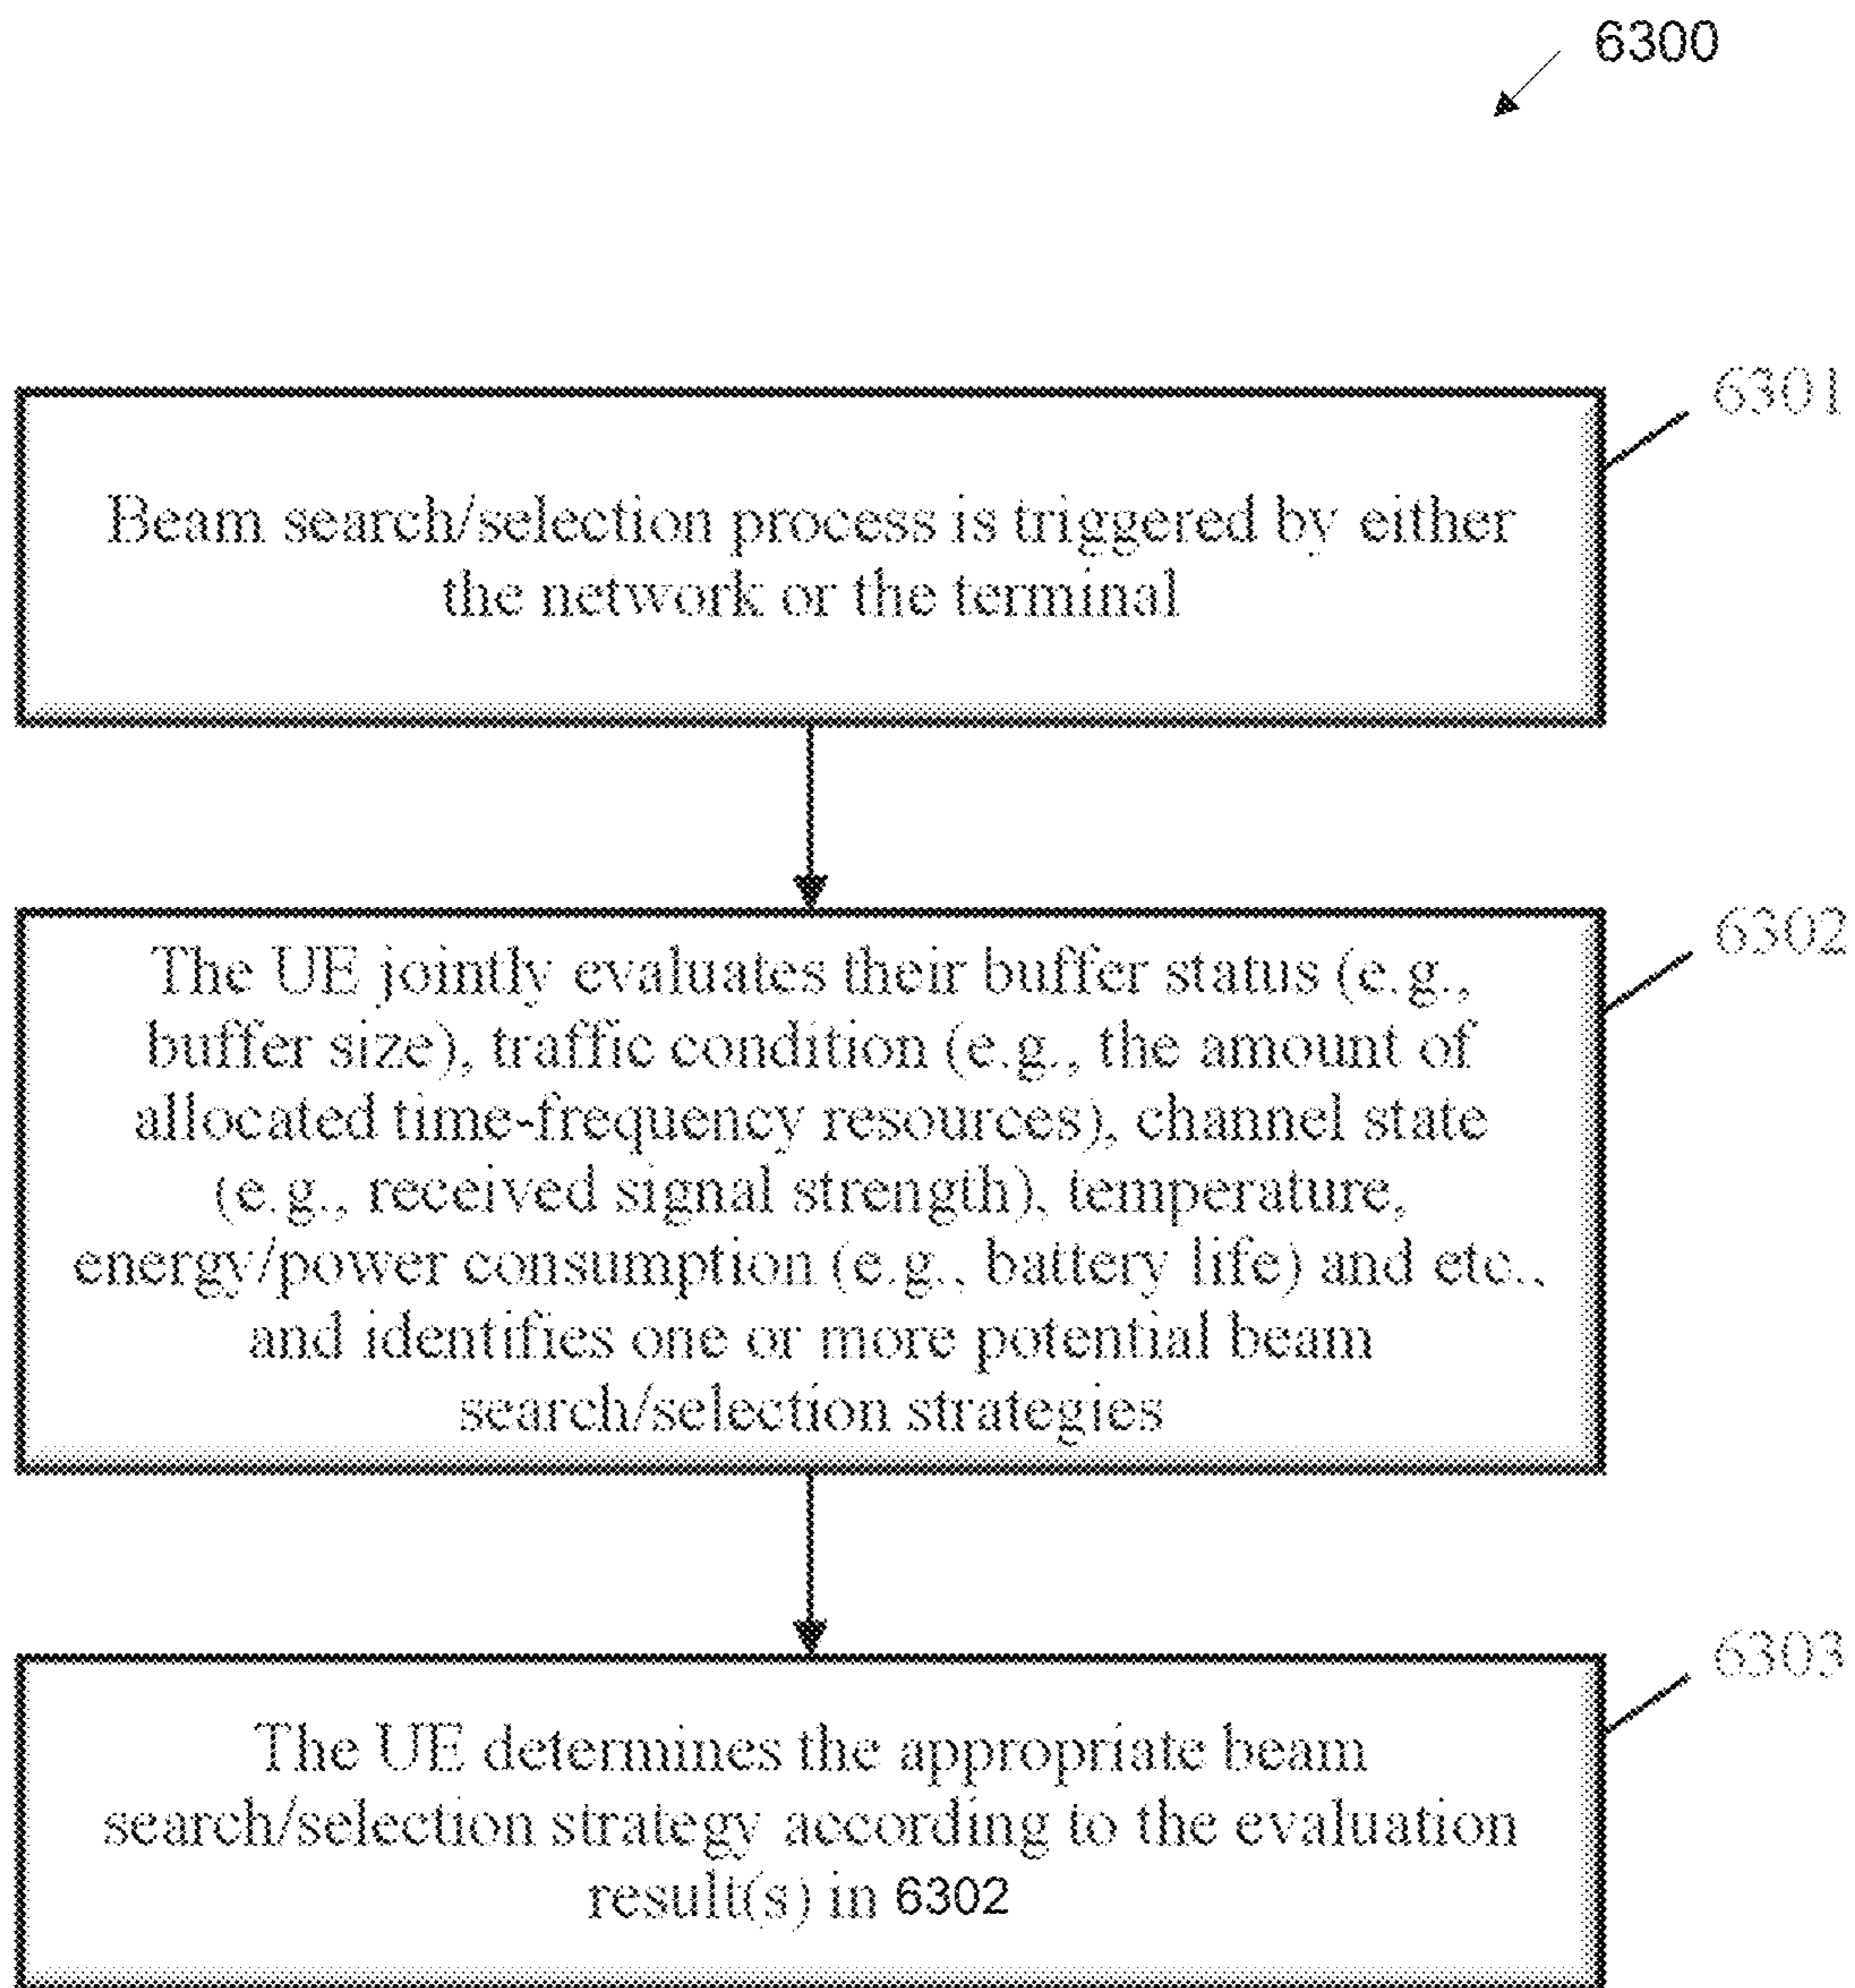 6300
6301
Beam search/selection process is triggered by either
the network or the terminal
6302
The UE jointly evaluates their buffer status (e.g.,
buffer size), traffic condition (e.g., the amount of
allocated time-frequency resources), channel state
(e.g., received signal strength), temperature,
energy/power consumption (e.g., battery life) and etc.,
and identifies one or more potential beam
search/selection strategies
6303
The UE determines the appropriate beam
search/selection strategy according to the evaluation
result(s) in 6302